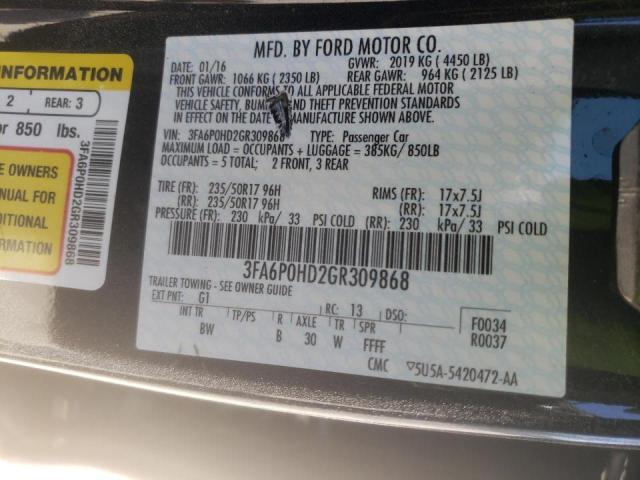 INFORMATION
2 REAR: 3
or 850 lbs.
E OWNERS
ANUAL FOR
DITIONAL
ORMATION
3FA6P0HD2GR309868
MFD. BY FORD MOTOR CO.
DATE: 01/16 GVWR: 2019 KG ( 4450 LB)
FRONT GAWR: 1066 KG ( 2350 LB) REAR GAWR: 964 KG ( 2125 LB)
THIS VEHICLE CONFORMS TO ALL APPLICABLE FEDERAL MOTOR
VEHICLE SAFETY, BUMPER AND THEFT PREVENTION STANDARDS
IN EFFECT ON THE DATE OF MANUFACTURE SHOWN ABOVE.
VIN: 3FA6P0HD2GR309868 TYPE: Passenger Car
MAXIMUM LOAD = OCCUPANTS + LUGGAGE = 385KG/ 850LB
OCCUPANTS = 5 TOTAL; 2 FRONT, 3 REAR
TIRE (FR): 235/50R17 96H RIMS (FR): 17x7.5J
(RR): 235/50R17 96H (RR): 17x7.5J
PRESSURE (FR): 230 kPa/ 33 PSI COLD (RR): 230 kPa/ 33 PSI COLD
3FA6P0HD2GR309868
TRAILER TOWING - SEE OWNER GUIDE
EXT PNT: G1 RC: 13 DSO: F0034
INT TR TP/PS R AXLE TR SPR R0037
BW B 30 W FFFF
CMC 5U5A-5420472-AA